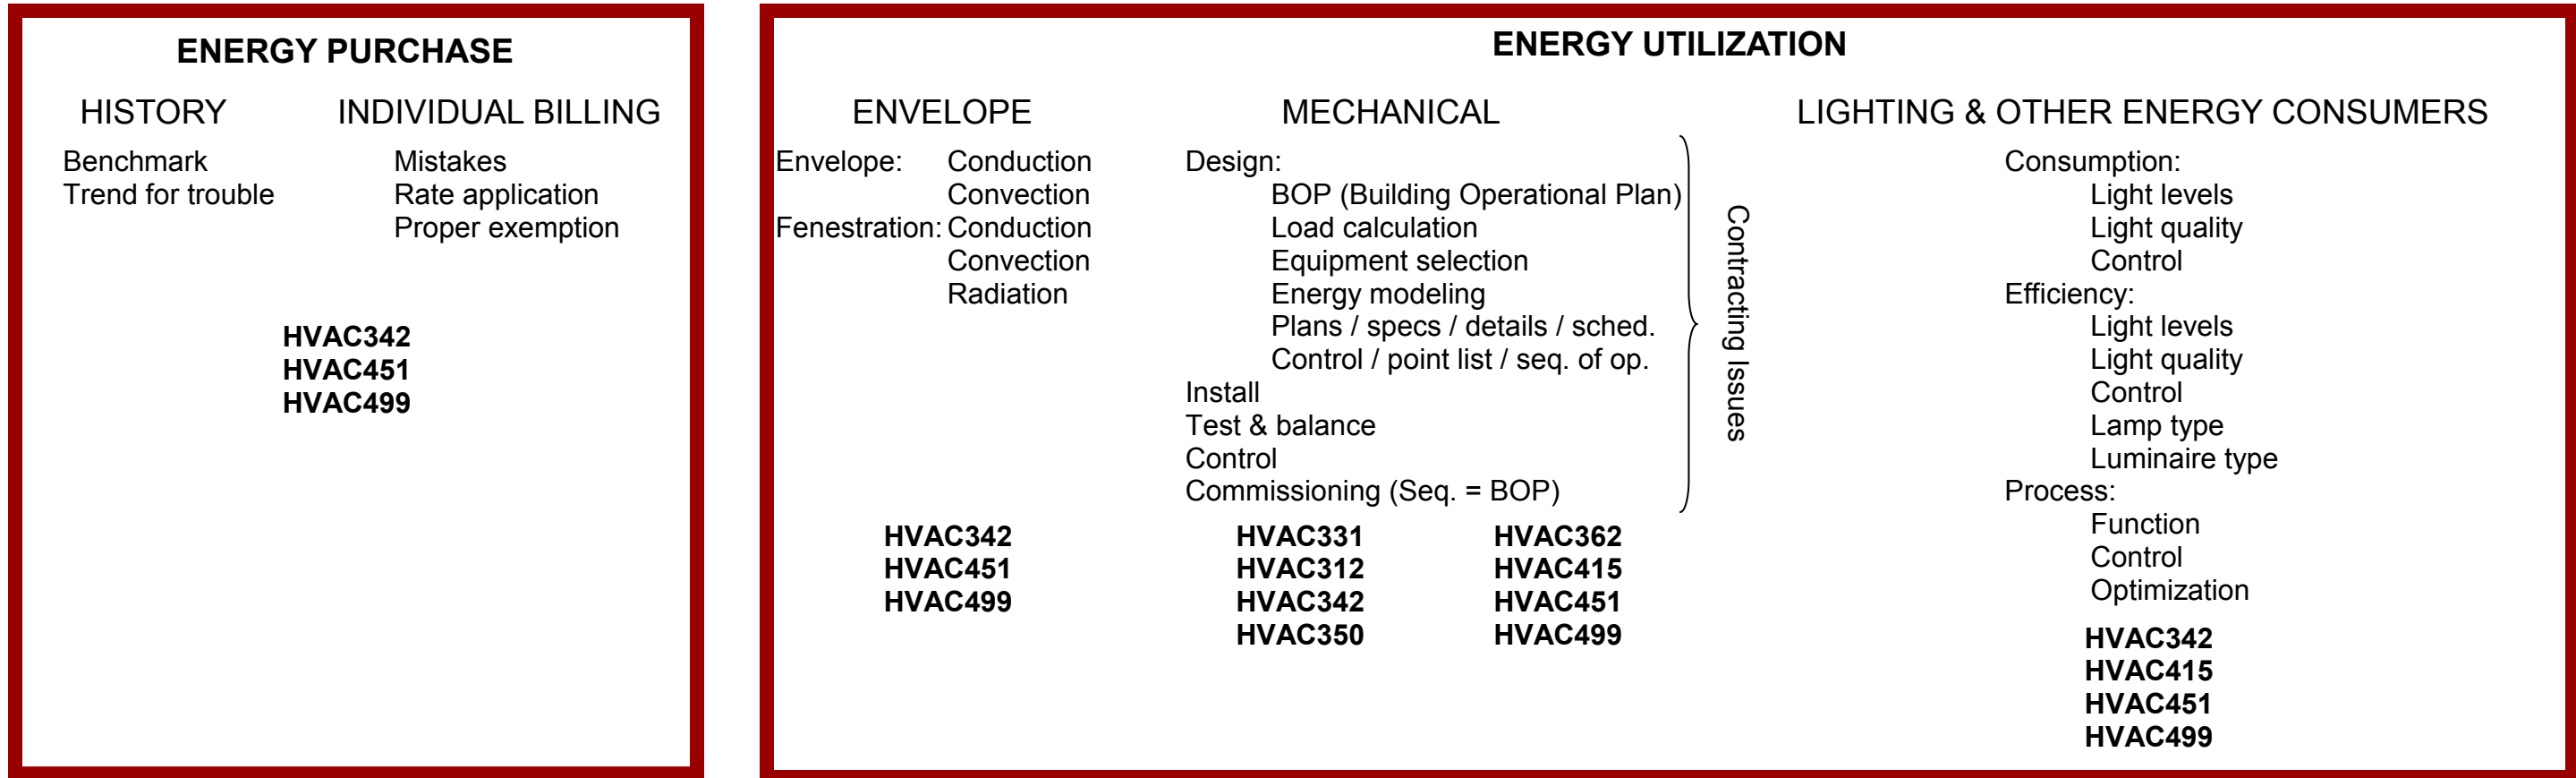 ENERGY PURCHASE
HISTORY
Benchmark
Trend for trouble
INDIVIDUAL BILLING
Mistakes
Rate application
Proper exemption
HVAC342
HVAC451
HVAC499
ENERGY UTILIZATION
ENVELOPE
Envelope: Conduction
Convection
Fenestration: Conduction
Convection
Radiation
HVAC342
HVAC451
HVAC499
MECHANICAL
Design:
BOP (Building Operational Plan)
Load calculation
Equipment selection
Energy modeling
Plans / specs / details / sched.
Control / point list / seq. of op.
Install
Test & balance
Control
Commissioning (Seq. = BOP)
Contracting Issues
HVAC331 HVAC362
HVAC312 HVAC415
HVAC342 HVAC451
HVAC350 HVAC499
LIGHTING & OTHER ENERGY CONSUMERS
Consumption:
Light levels
Light quality
Control
Efficiency:
Light levels
Light quality
Control
Lamp type
Luminaire type
Process:
Function
Control
Optimization
HVAC342
HVAC415
HVAC451
HVAC499